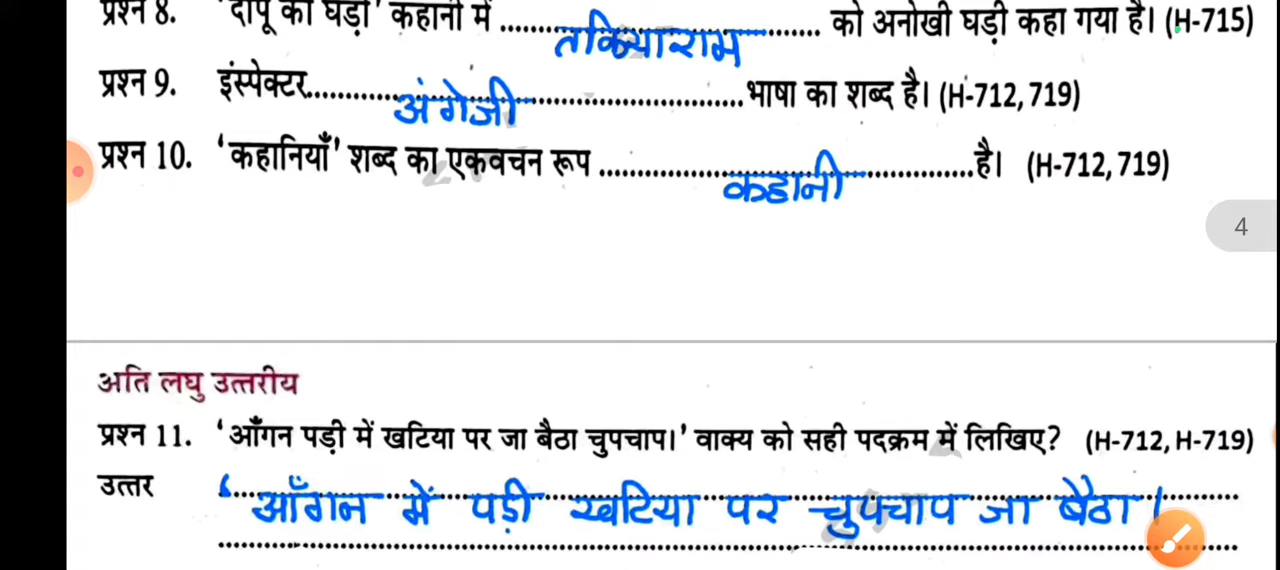 प्रश्न 8. 'दीपू की घड़ी' कहानी में ........तकियाराम........ को अनोखी घड़ी कहा गया है। (H-715)
प्रश्न 9. इंस्पेक्टर........अंग्रेजी........भाषा का शब्द है। (H-712, 719)
प्रश्न 10. 'कहानियाँ' शब्द का एकवचन रूप ........कहानी........है। (H-712, 719)
4
अति लघु उत्तरीय
प्रश्न 11. 'आँगन पड़ी में खटिया पर जा बैठा चुपचाप।' वाक्य को सही पदक्रम में लिखिए? (H-712, H-719)
उत्तर ' आँगन में पड़ी खटिया पर चुपचाप जा बैठा।